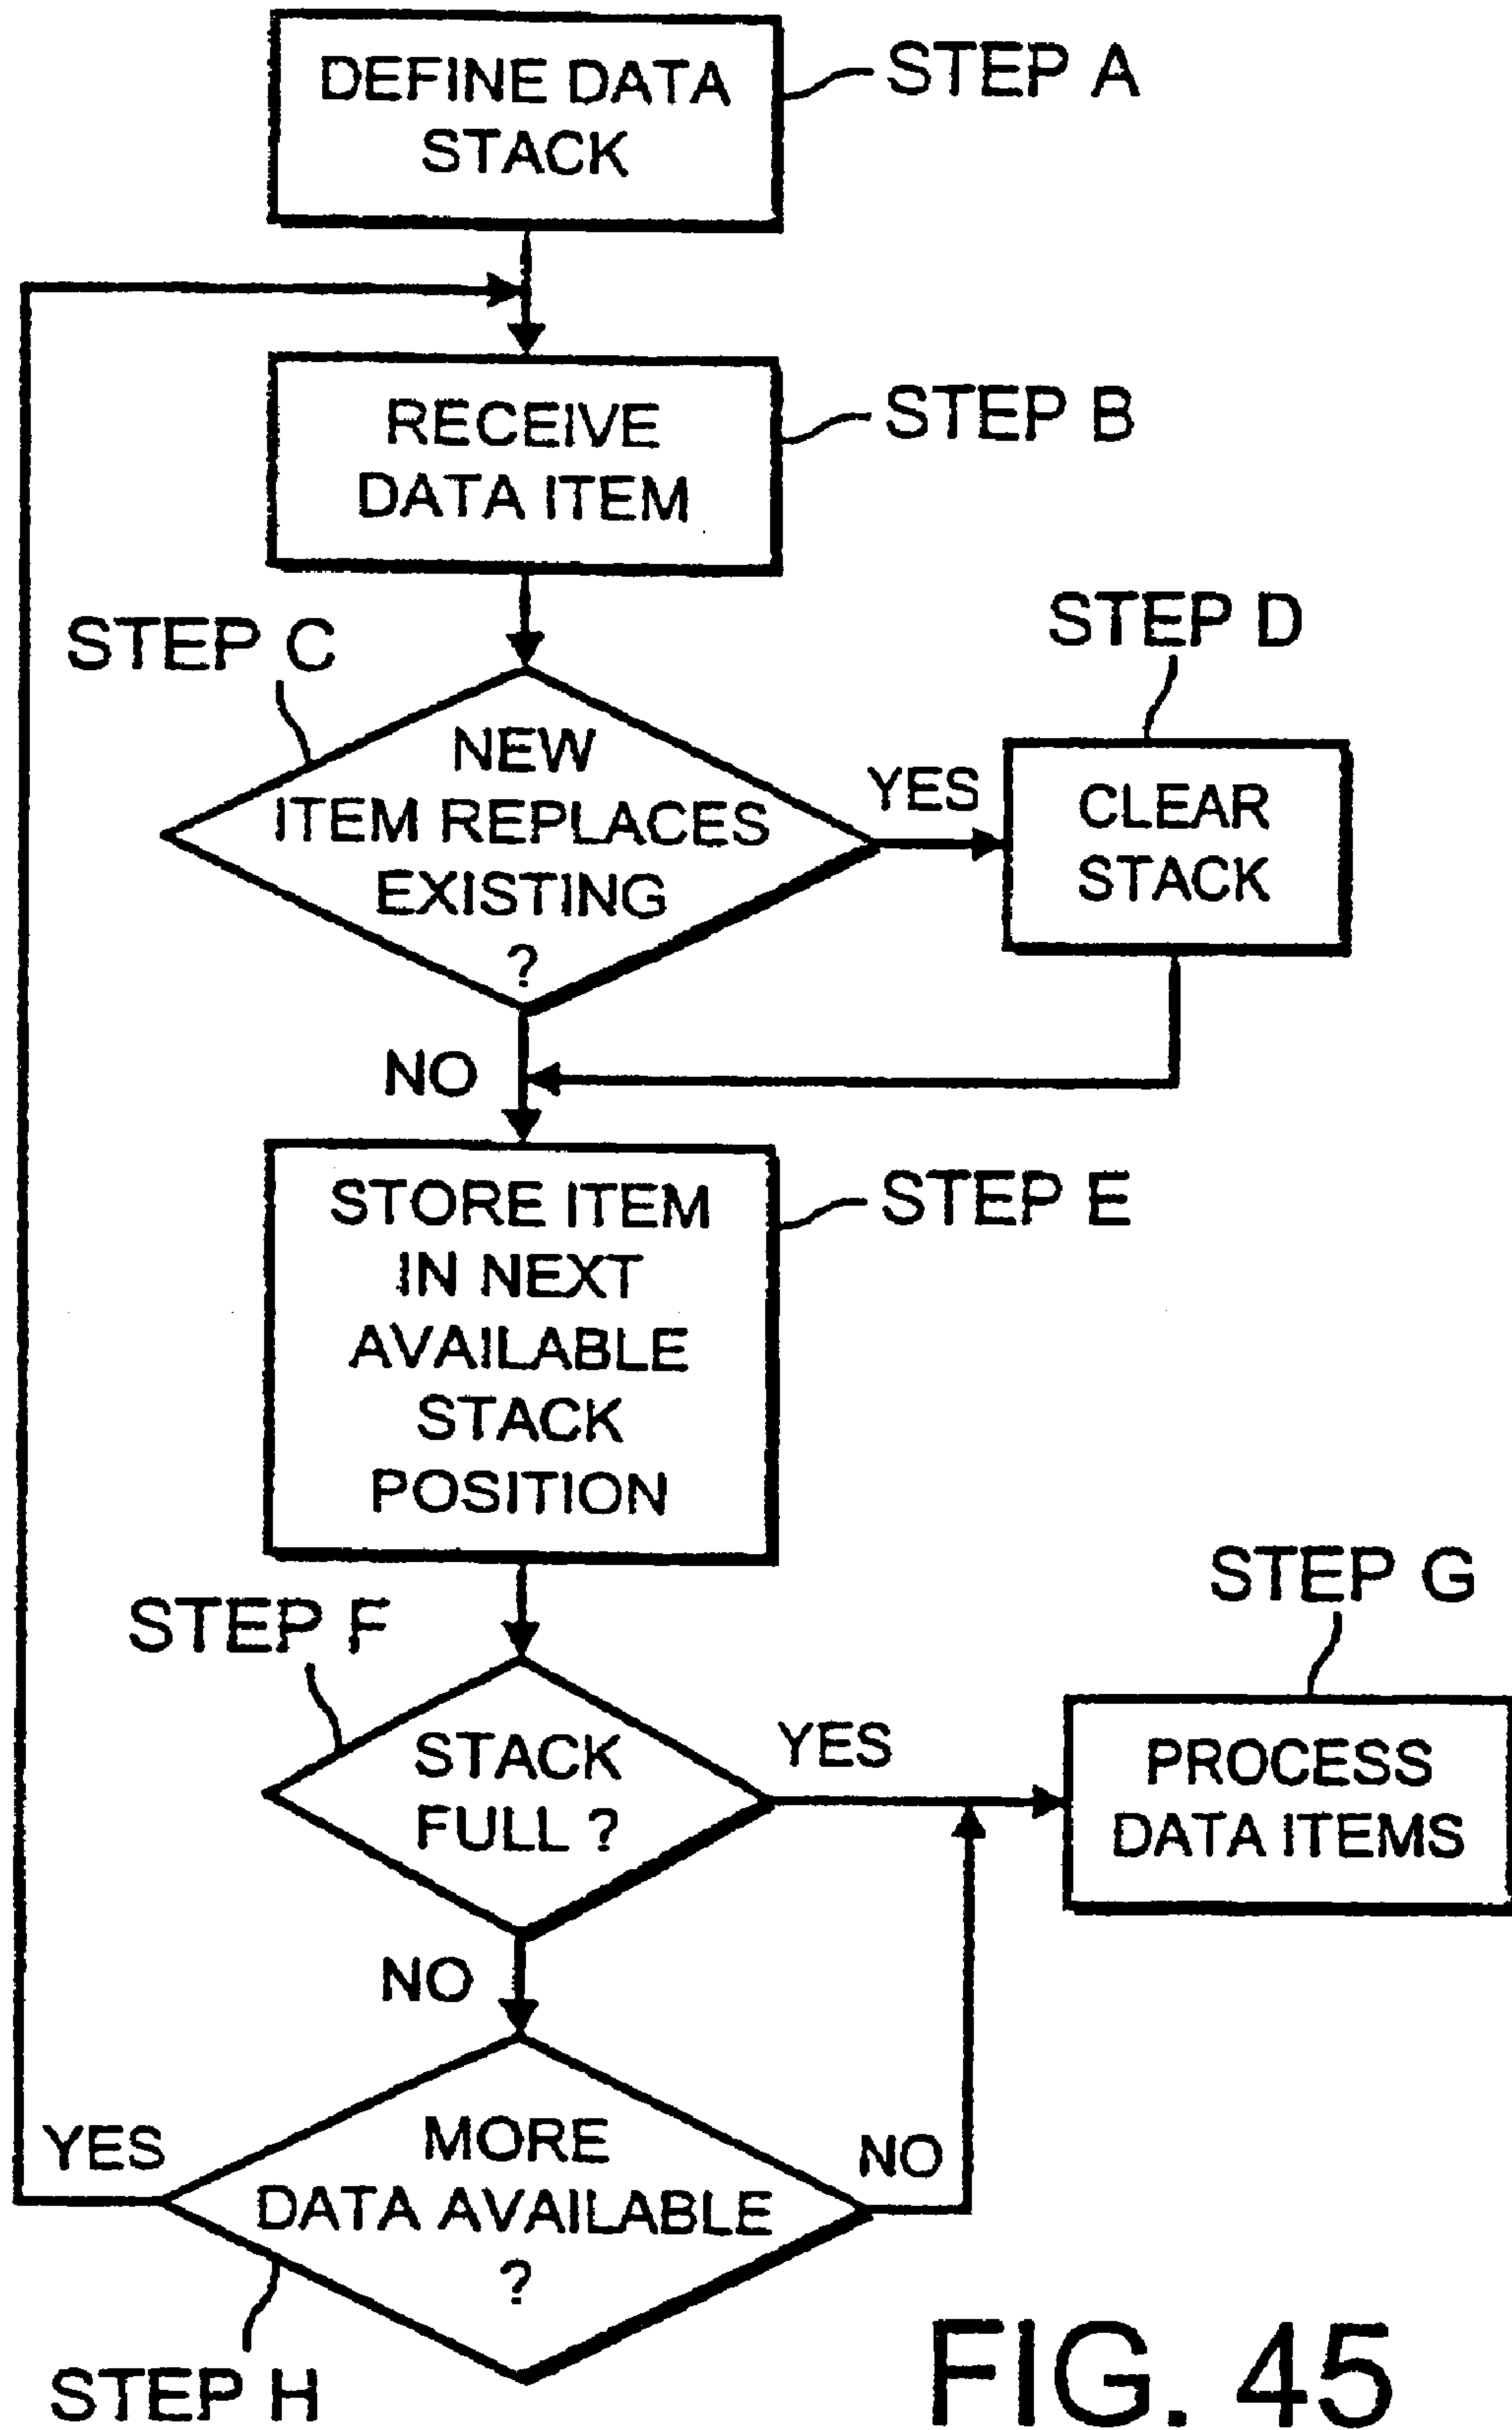 DEFINE DATA
STACK
STEP A
RECEIVE
DATA ITEM
STEP B
STEP C
NEW
ITEM REPLACES
EXISTING
?
YES
STEP D
CLEAR
STACK
NO
STORE ITEM
IN NEXT
AVAILABLE
STACK
POSITION
STEP E
STEP F
STACK
FULL ?
YES
STEP G
PROCESS
DATA ITEMS
NO
YES
MORE
DATA AVAILABLE
?
NO
STEP H
FIG. 45